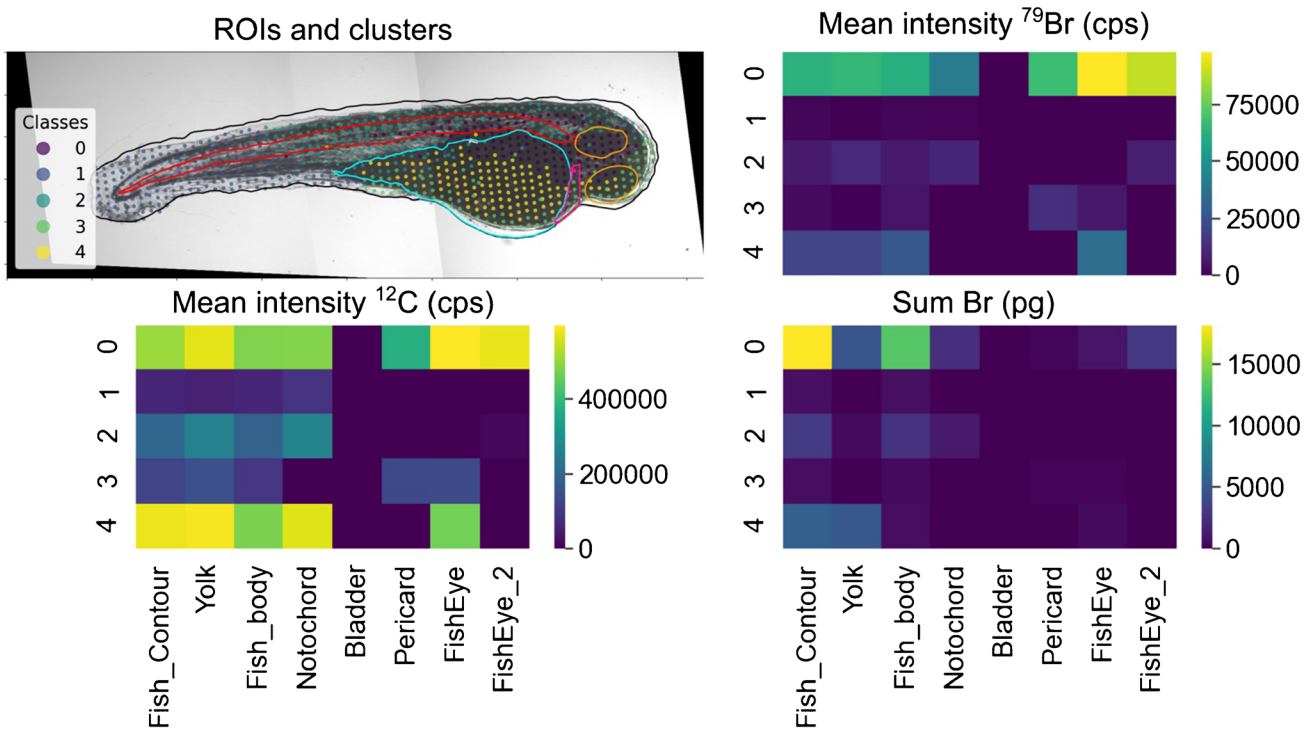 ROIs and clusters
Classes
0
1
2
3
4
Mean intensity ⁷⁹Br (cps)
0
1
2
3
4
75000
50000
25000
0
Mean intensity ¹²C (cps)
0
1
2
3
4
400000
200000
0
Fish_Contour
Yolk
Fish_body
Notochord
Bladder
Pericard
FishEye
FishEye_2
Sum Br (pg)
0
1
2
3
4
15000
10000
5000
0
Fish_Contour
Yolk
Fish_body
Notochord
Bladder
Pericard
FishEye
FishEye_2